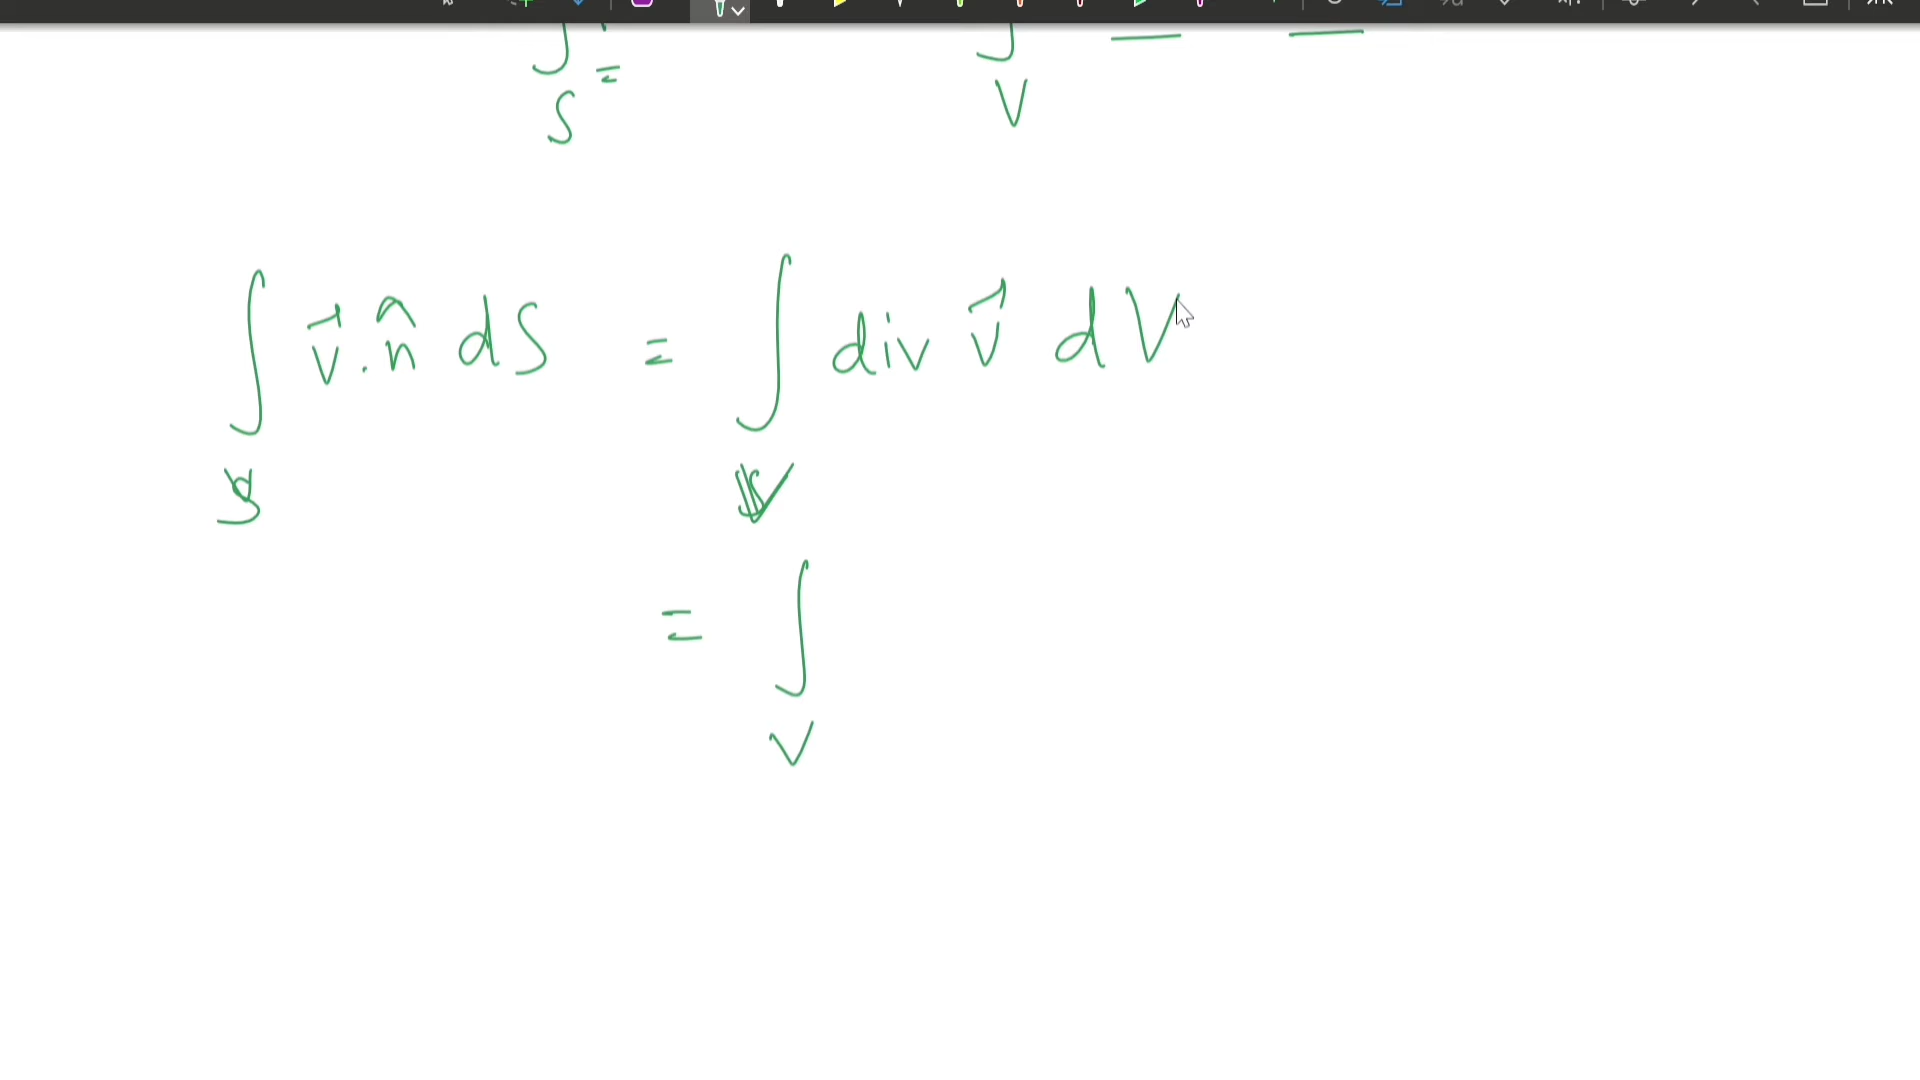 ∫ =
S
∫
V
∫ v⃗ . n̂ dS = ∫ div v⃗ dV
S V
= ∫
V